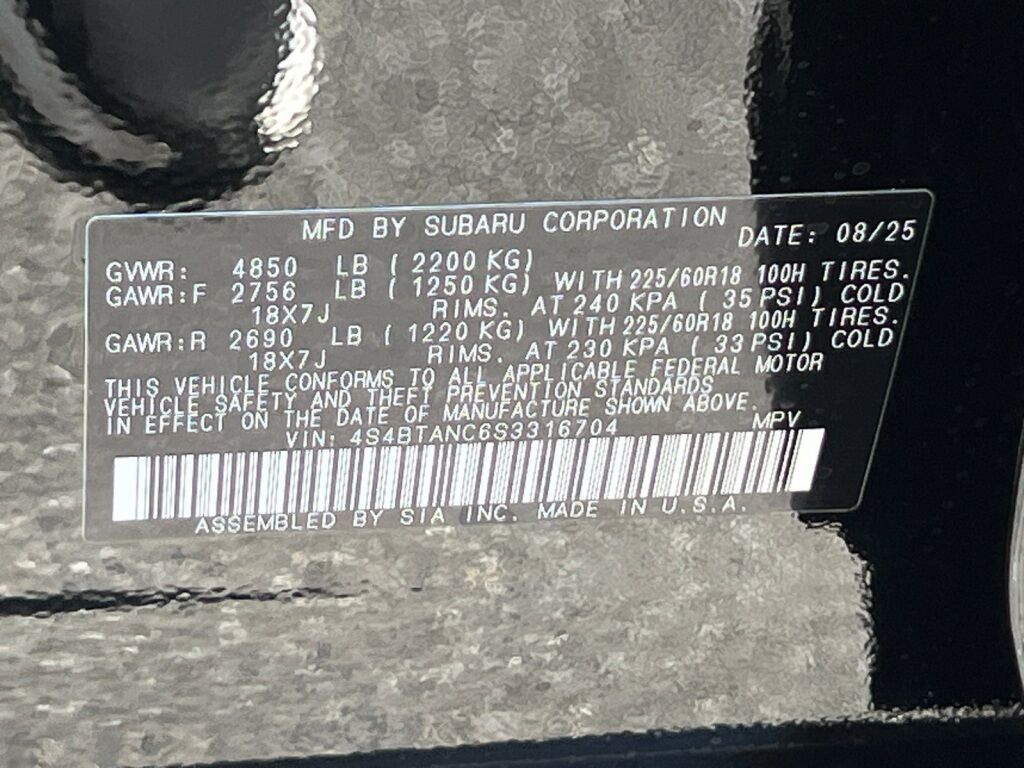 MFD BY SUBARU CORPORATION
DATE: 08/25
GVWR: 4850 LB ( 2200 KG)
GAWR:F 2756 LB ( 1250 KG) WITH 225/60R18 100H TIRES.
18X7J RIMS. AT 240 KPA ( 35 PSI) COLD
GAWR:R 2690 LB ( 1220 KG) WITH 225/60R18 100H TIRES.
18X7J RIMS. AT 230 KPA ( 33 PSI) COLD
THIS VEHICLE CONFORMS TO ALL APPLICABLE FEDERAL MOTOR
VEHICLE SAFETY AND THEFT PREVENTION STANDARDS
IN EFFECT ON THE DATE OF MANUFACTURE SHOWN ABOVE.
VIN: 4S4BTANC6S3316704 MPV
ASSEMBLED BY SIA INC. MADE IN U.S.A.